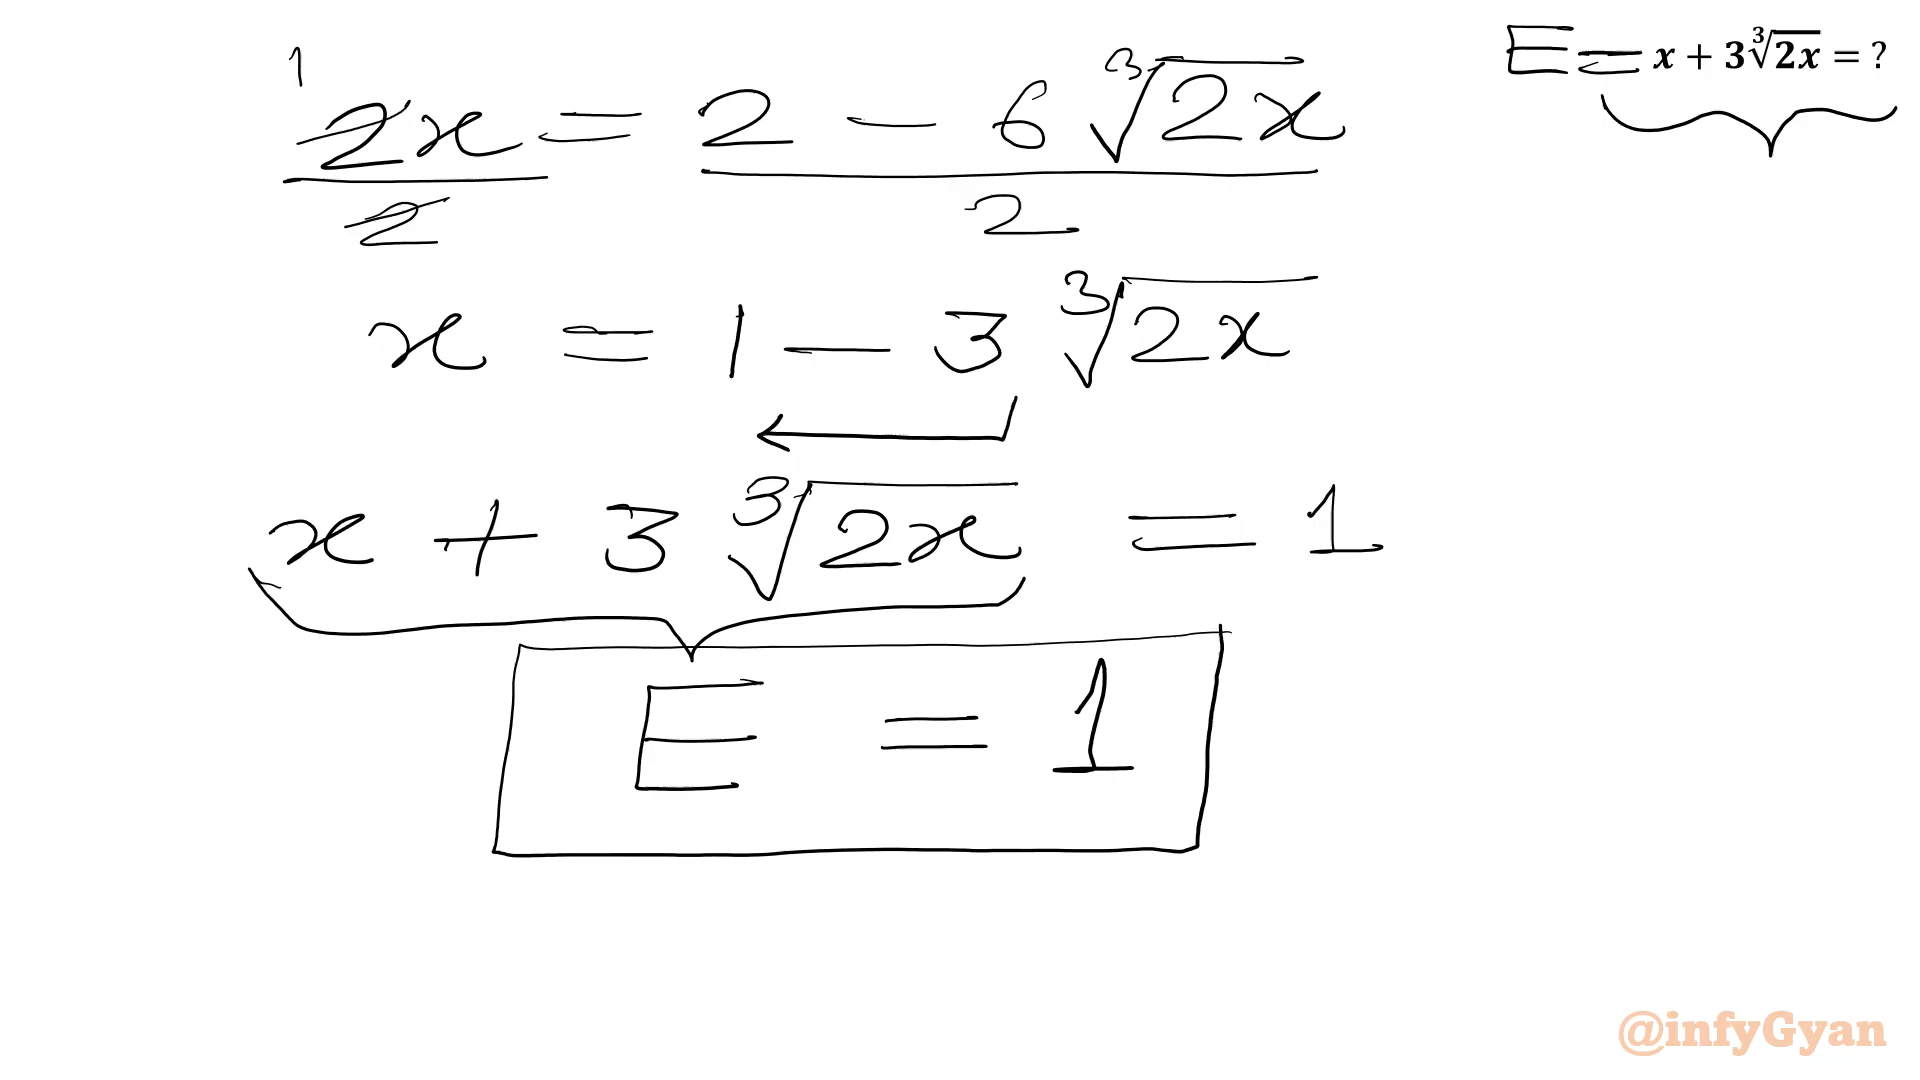 E = x + 3∛2x = ?
1
2x = 2 − 6 ∛2x
2 2
x = 1 − 3 ∛2x
x + 3 ∛2x = 1
E = 1
@infyGyan